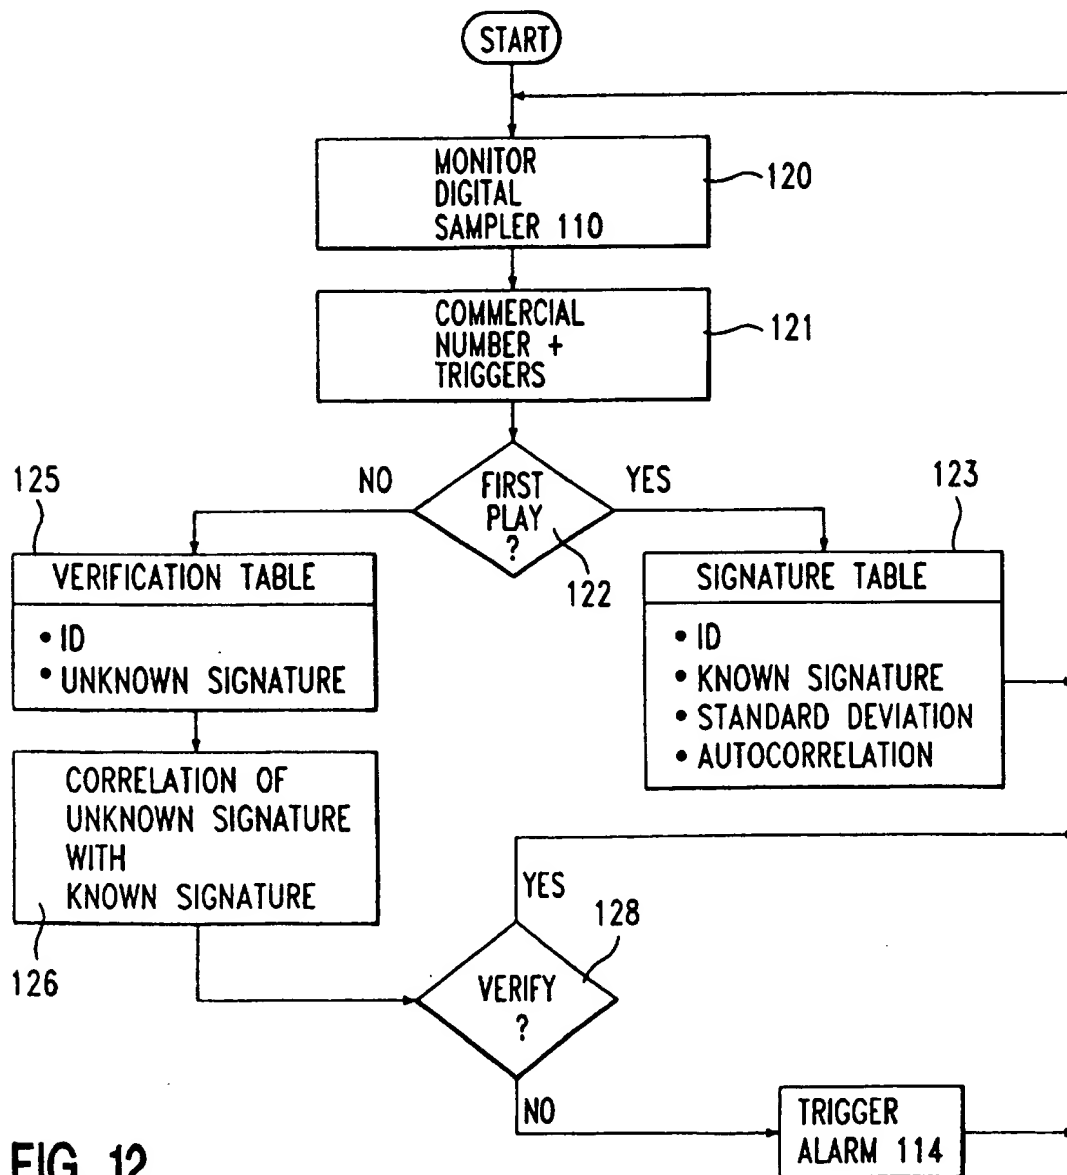 START
MONITOR
DIGITAL
SAMPLER 110
120
COMMERCIAL
NUMBER +
TRIGGERS
121
NO
FIRST
PLAY
?
YES
122
125
VERIFICATION TABLE
• ID
• UNKNOWN SIGNATURE
123
SIGNATURE TABLE
• ID
• KNOWN SIGNATURE
• STANDARD DEVIATION
• AUTOCORRELATION
CORRELATION OF
UNKNOWN SIGNATURE
WITH
KNOWN SIGNATURE
126
YES
128
VERIFY
?
NO
TRIGGER
ALARM 114
FIG. 12